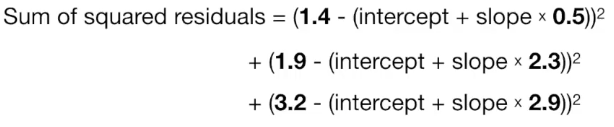 Sum of squared residuals = (1.4 - (intercept + slope × 0.5))²
+ (1.9 - (intercept + slope × 2.3))²
+ (3.2 - (intercept + slope × 2.9))²